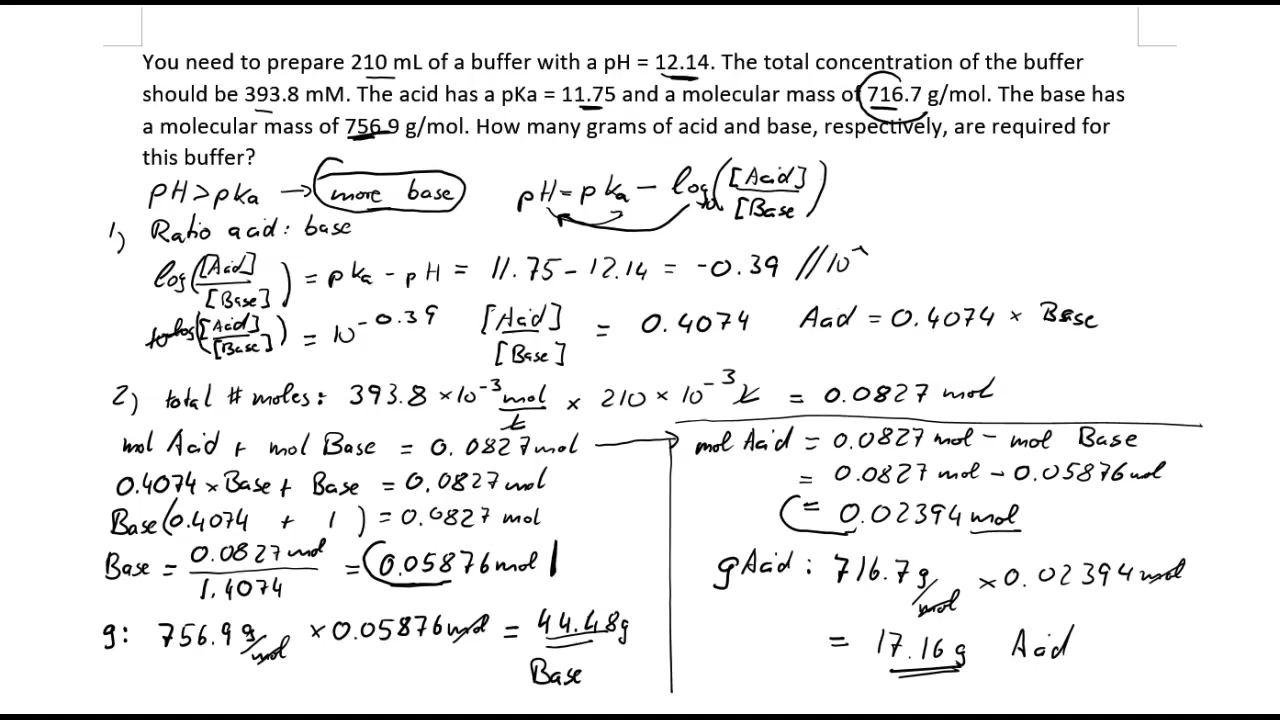 You need to prepare 210 mL of a buffer with a pH = 12.14. The total concentration of the buffer
should be 393.8 mM. The acid has a pKa = 11.75 and a molecular mass of 716.7 g/mol. The base has
a molecular mass of 756.9 g/mol. How many grams of acid and base, respectively, are required for
this buffer?
pH > pKa → more base
pH = pKa - log([Acid]/[Base)
1) Ratio acid : base
log([Acid]/[Base]) = pKa - pH = 11.75 - 12.14 = -0.39 //10^
10log([Acid]/[Base]) = 10^-0.39 [Acid]/[Base] = 0.4074 Acid = 0.4074 × Base
2) total # moles: 393.8 × 10^-3 mol/L × 210 × 10^-3 L = 0.0827 mol
mol Acid + mol Base = 0.0827 mol →
0.4074 × Base + Base = 0.0827 mol
Base(0.4074 + 1) = 0.0827 mol
Base = 0.0827 mol/1.4074 = 0.05876 mol
g: 756.9 g/mol × 0.05876 mol = 44.48 g
Base
mol Acid = 0.0827 mol - mol Base
= 0.0827 mol - 0.05876 mol
= 0.02394 mol
g Acid: 716.7 g/mol × 0.02394 mol
= 17.16 g Acid